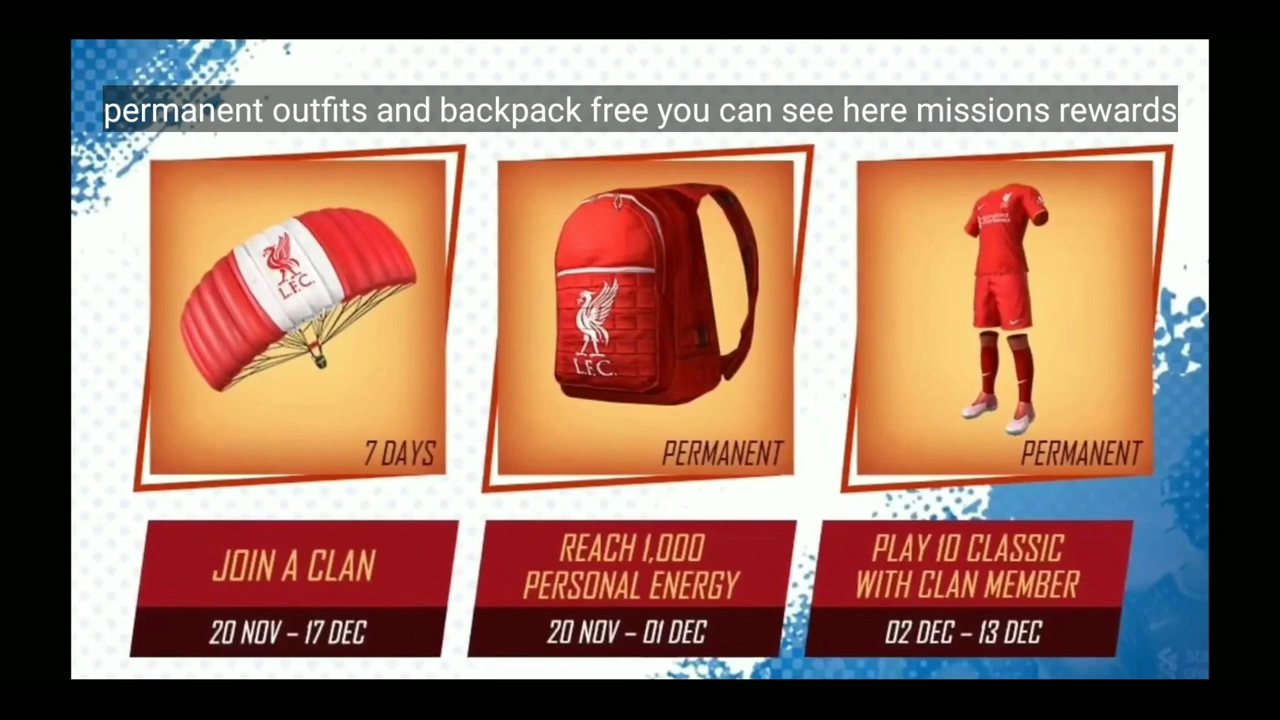 permanent outfits and backpack free you can see here missions rewards
L.F.C.
L.F.C.
7 DAYS
PERMANENT
PERMANENT
JOIN A CLAN
REACH 1,000
PERSONAL ENERGY
PLAY 10 CLASSIC
WITH CLAN MEMBER
20 NOV – 17 DEC
20 NOV – 01 DEC
02 DEC – 13 DEC